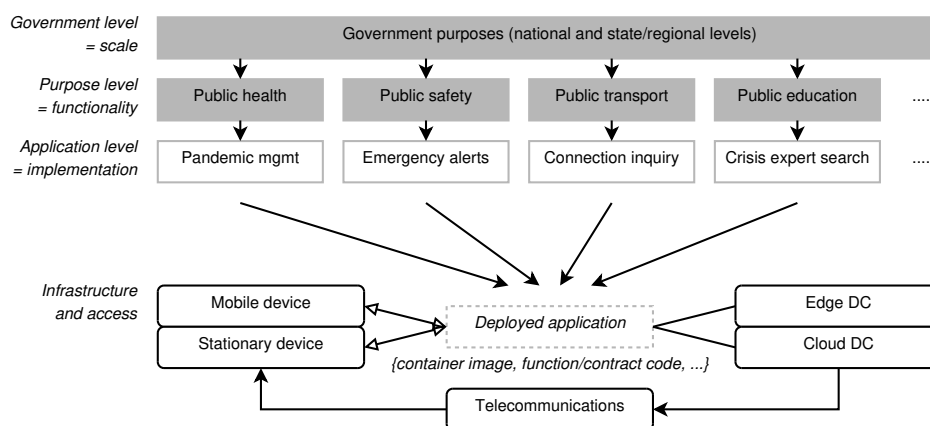 Government level
= scale
Government purposes (national and state/regional levels)
Purpose level
= functionality
Public health
Public safety
Public transport
Public education
....
Application level
= implementation
Pandemic mgmt
Emergency alerts
Connection inquiry
Crisis expert search
....
Infrastructure
and access
Mobile device
Stationary device
Deployed application
{container image, function/contract code, ...}
Edge DC
Cloud DC
Telecommunications